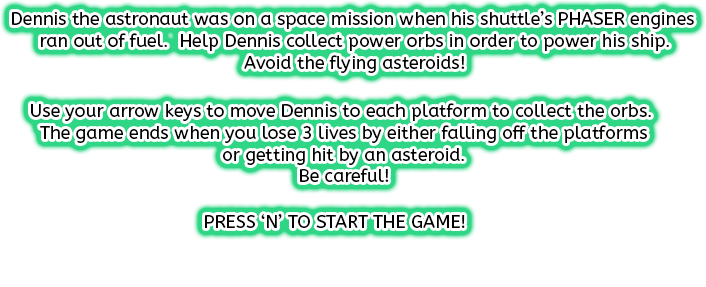 Dennis the astronaut was on a space mission when his shuttle’s PHASER engines
ran out of fuel.  Help Dennis collect power orbs in order to power his ship.
Avoid the flying asteroids!
Use your arrow keys to move Dennis to each platform to collect the orbs.
The game ends when you lose 3 lives by either falling off the platforms
or getting hit by an asteroid.
Be careful!
PRESS ‘N’ TO START THE GAME!